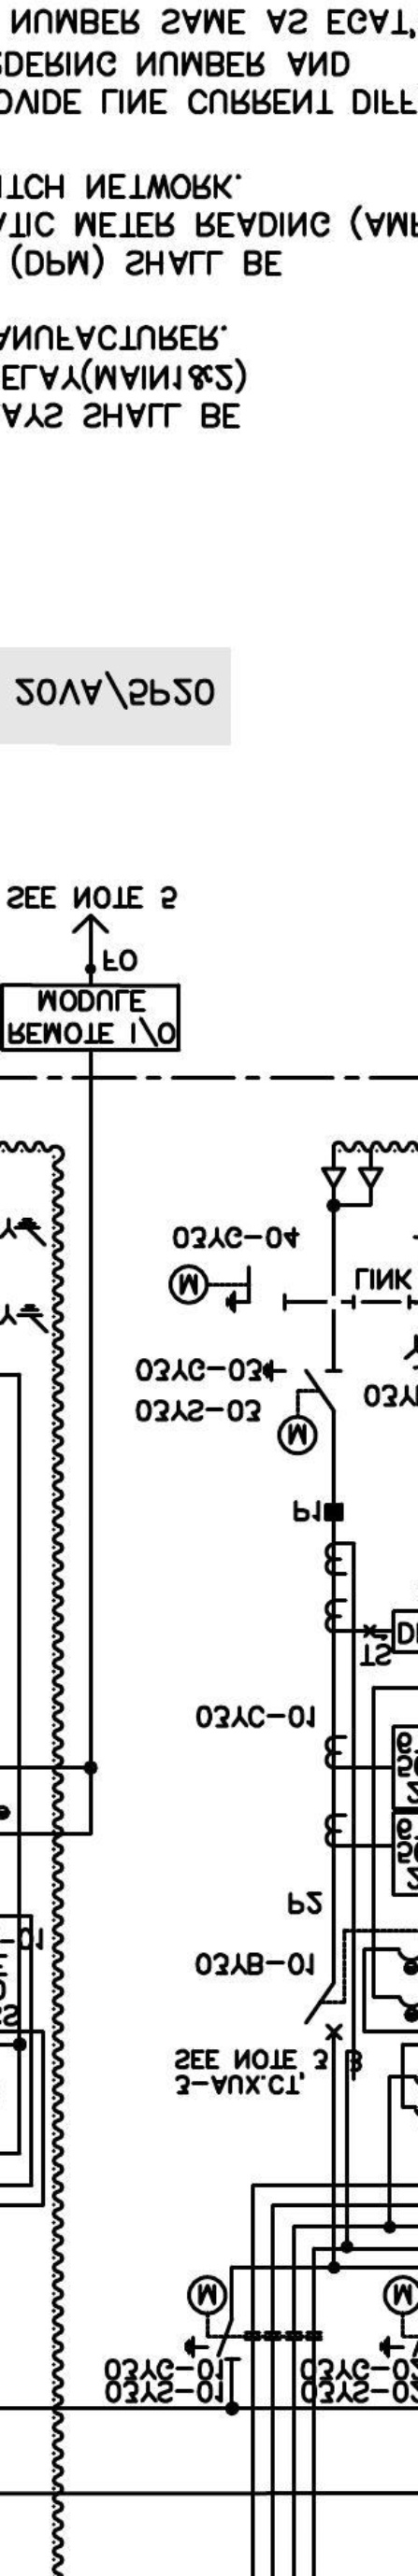 03YS-01
03YG-01
03YS-02
03YG-02
M
M
3-AUX.CT,
SEE NOTE 3
03YB-01
P2
03YC-01
TS
P1
M
03YS-03
03YG-03
LINK
M
03YG-04
REMOTE I/O
MODULE
FO
SEE NOTE 5
20VA/5P20
AYS SHALL BE
ELAY(MAIN1&2)
ANUFACTURER.
(DPM) SHALL BE
ATIC METER READING (AMR
ITCH NETWORK.
OVIDE LINE CURRENT DIFF
DERING NUMBER AND
NUMBER SAME AS EGAT,